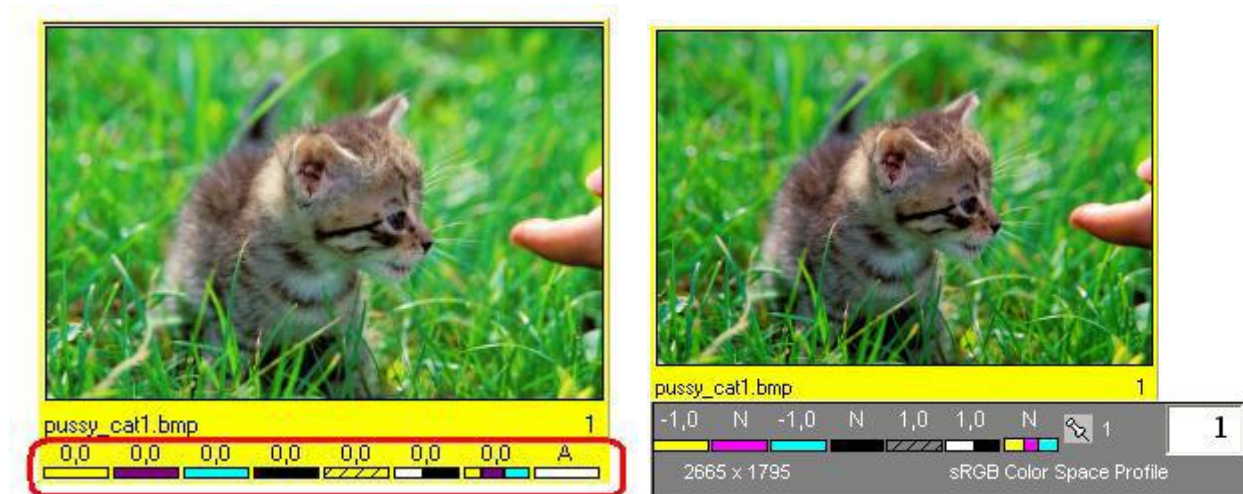 pussy_cat1.bmp 1
0,0 0,0 0,0 0,0 0,0 0,0 0,0 A
pussy_cat1.bmp 1
-1,0 N -1,0 N 1,0 1,0 N 1 1
2665 x 1795 sRGB Color Space Profile